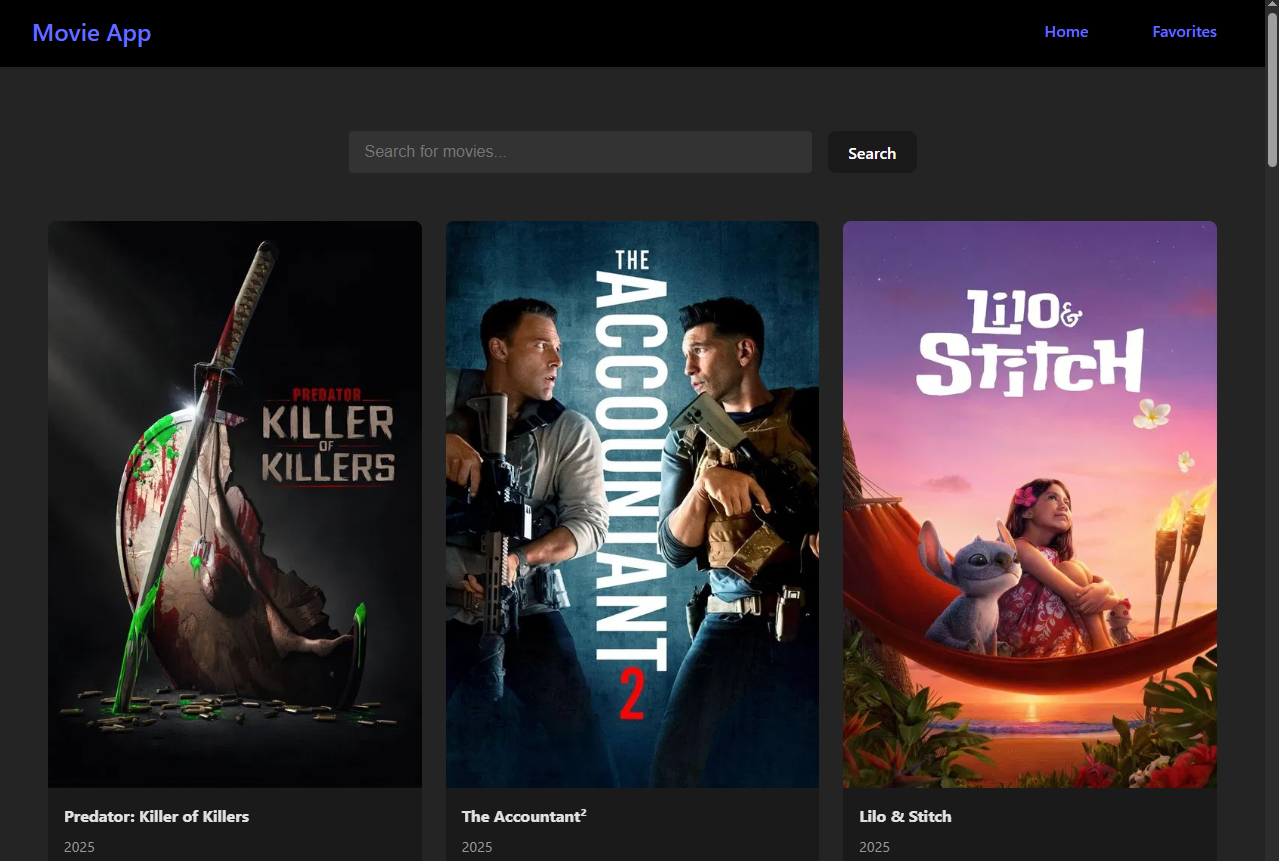 Movie App
Home
Favorites
Search for movies...
Search
PREDATOR
KILLER
OF
KILLERS
THE
ACCOUNTANT
2
Lilo &
Stitch
Predator: Killer of Killers
2025
The Accountant²
2025
Lilo & Stitch
2025